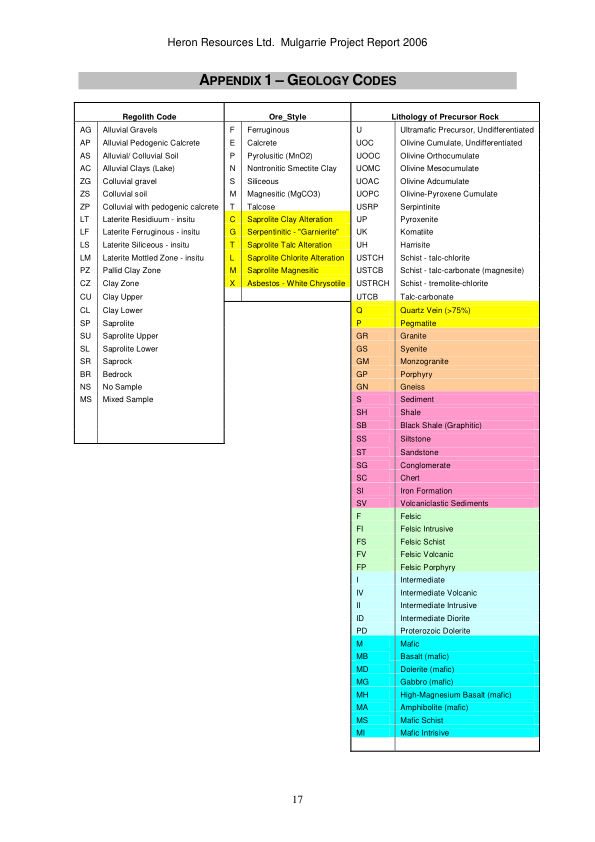 Heron Resources Ltd.  Mulgarrie Project Report 2006
APPENDIX 1 – GEOLOGY CODES
Regolith Code
AG Alluvial Gravels
AP Alluvial Pedogenic Calcrete
AS Alluvial/ Colluvial Soil
AC Alluvial Clays (Lake)
ZG Colluvial gravel
ZS Colluvial soil
ZP Colluvial with pedogenic calcrete
LT Laterite Residiuum - insitu
LF Laterite Ferruginous - insitu
LS Laterite Siliceous - insitu
LM Laterite Mottled Zone - insitu
PZ Pallid Clay Zone
CZ Clay Zone
CU Clay Upper
CL Clay Lower
SP Saprolite
SU Saprolite Upper
SL Saprolite Lower
SR Saprock
BR Bedrock
NS No Sample
MS Mixed Sample
Ore_Style
F Ferruginous
E Calcrete
P Pyrolusitic (MnO2)
N Nontronitic Smectite Clay
S Siliceous
M Magnesitic (MgCO3)
T Talcose
C Saprolite Clay Alteration
G Serpentinitic - "Garnierite"
T Saprolite Talc Alteration
L Saprolite Chlorite Alteration
M Saprolite Magnesitic
X Asbestos - White Chrysotile
Lithology of Precursor Rock
U Ultramafic Precursor, Undifferentiated
UOC Olivine Cumulate, Undifferentiated
UOOC Olivine Orthocumulate
UOMC Olivine Mesocumulate
UOAC Olivine Adcumulate
UOPC Olivine-Pyroxene Cumulate
USRP Serpintinite
UP Pyroxenite
UK Komatiite
UH Harrisite
USTCH Schist - talc-chlorite
USTCB Schist - talc-carbonate (magnesite)
USTRCH Schist - tremolite-chlorite
UTCB Talc-carbonate
Q Quartz Vein (>75%)
P Pegmatite
GR Granite
GS Syenite
GM Monzogranite
GP Porphyry
GN Gneiss
S Sediment
SH Shale
SB Black Shale (Graphitic)
SS Siltstone
ST Sandstone
SG Conglomerate
SC Chert
SI Iron Formation
SV Volcaniclastic Sediments
F Felsic
FI Felsic Intrusive
FS Felsic Schist
FV Felsic Volcanic
FP Felsic Porphyry
I Intermediate
IV Intermediate Volcanic
II Intermediate Intrusive
ID Intermediate Diorite
PD Proterozoic Dolerite
M Mafic
MB Basalt (mafic)
MD Dolerite (mafic)
MG Gabbro (mafic)
MH High-Magnesium Basalt (mafic)
MA Amphibolite (mafic)
MS Mafic Schist
MI Mafic Intrisive
17